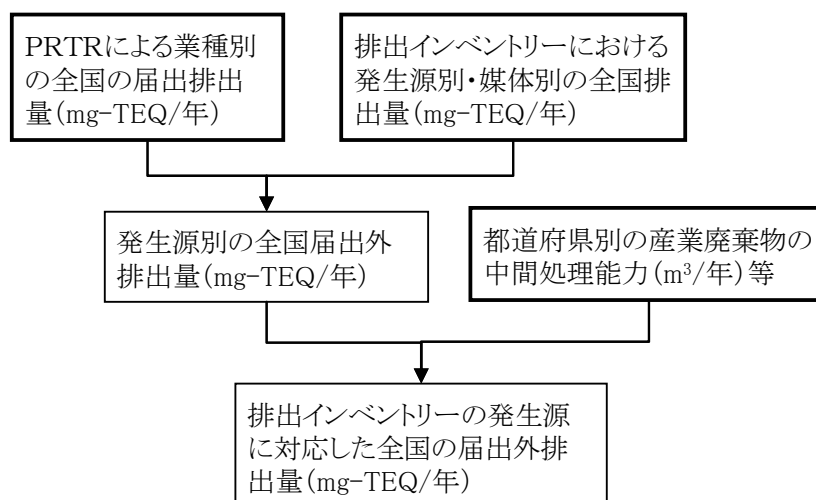 PRTRによる業種別
の全国の届出排出
量(mg-TEQ/年)
排出インベントリーにおける
発生源別・媒体別の全国排
出量(mg-TEQ/年)
発生源別の全国届出外
排出量(mg-TEQ/年)
都道府県別の産業廃棄物の
中間処理能力(m³/年)等
排出インベントリーの発生源
に対応した全国の届出外排
出量(mg-TEQ/年)